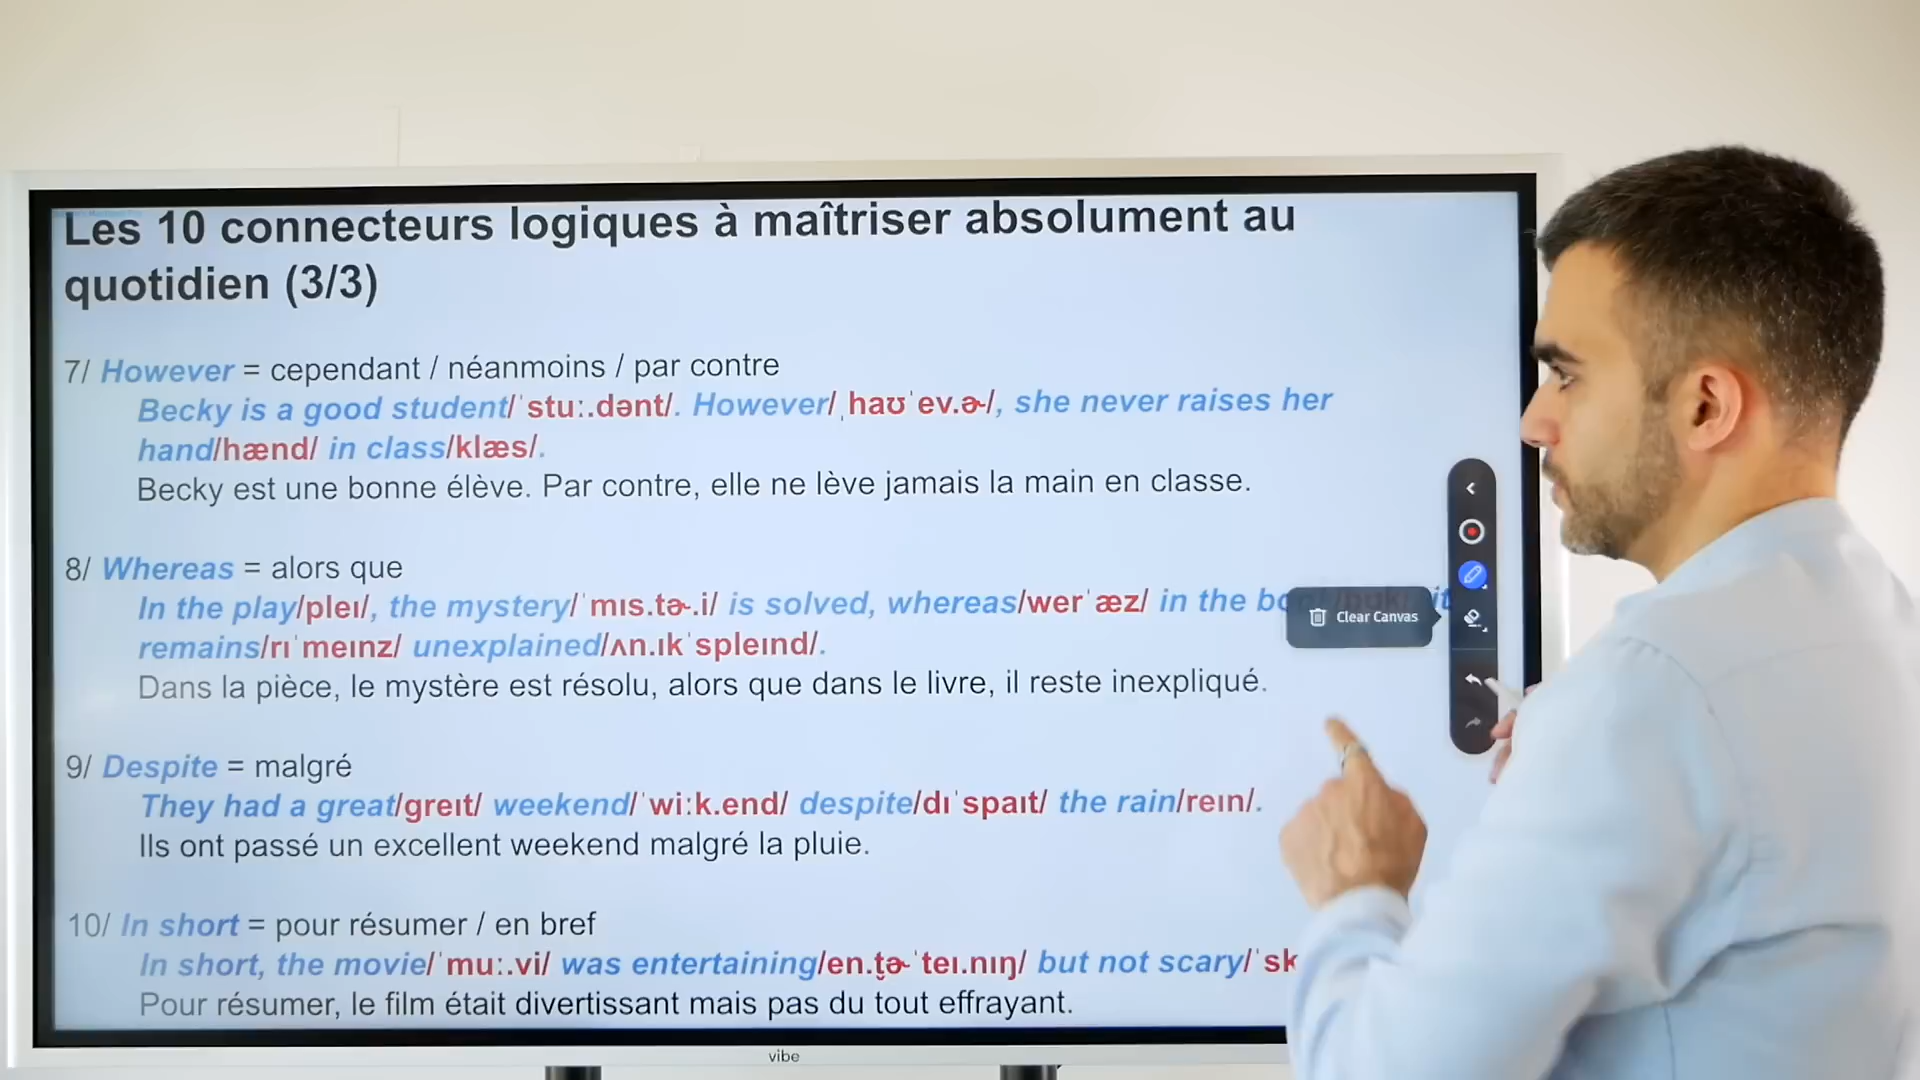 Les 10 connecteurs logiques à maîtriser absolument au
quotidien (3/3)
7/ However = cependant / néanmoins / par contre
Becky is a good student/ˈstuː.dənt/. However/ˌhaʊˈev.ɚ/, she never raises her
hand/hænd/ in class/klæs/.
Becky est une bonne élève. Par contre, elle ne lève jamais la main en classe.
8/ Whereas = alors que
In the play/pleɪ/, the mystery/ˈmɪs.tɚ.i/ is solved, whereas/werˈæz/ in the it
Clear Canvas
remains/rɪˈmeɪnz/ unexplained/ʌn.ɪkˈspleɪnd/.
Dans la pièce, le mystère est résolu, alors que dans le livre, il reste inexpliqué.
9/ Despite = malgré
They had a great/greɪt/ weekend/ˈwiːk.end/ despite/dɪˈspaɪt/ the rain/reɪn/.
Ils ont passé un excellent weekend malgré la pluie.
10/ In short = pour résumer / en bref
In short, the movie/ˈmuː.vi/ was entertaining/en.t̬ɚˈteɪ.nɪŋ/ but not scary/ˈsk
Pour résumer, le film était divertissant mais pas du tout effrayant.
vibe